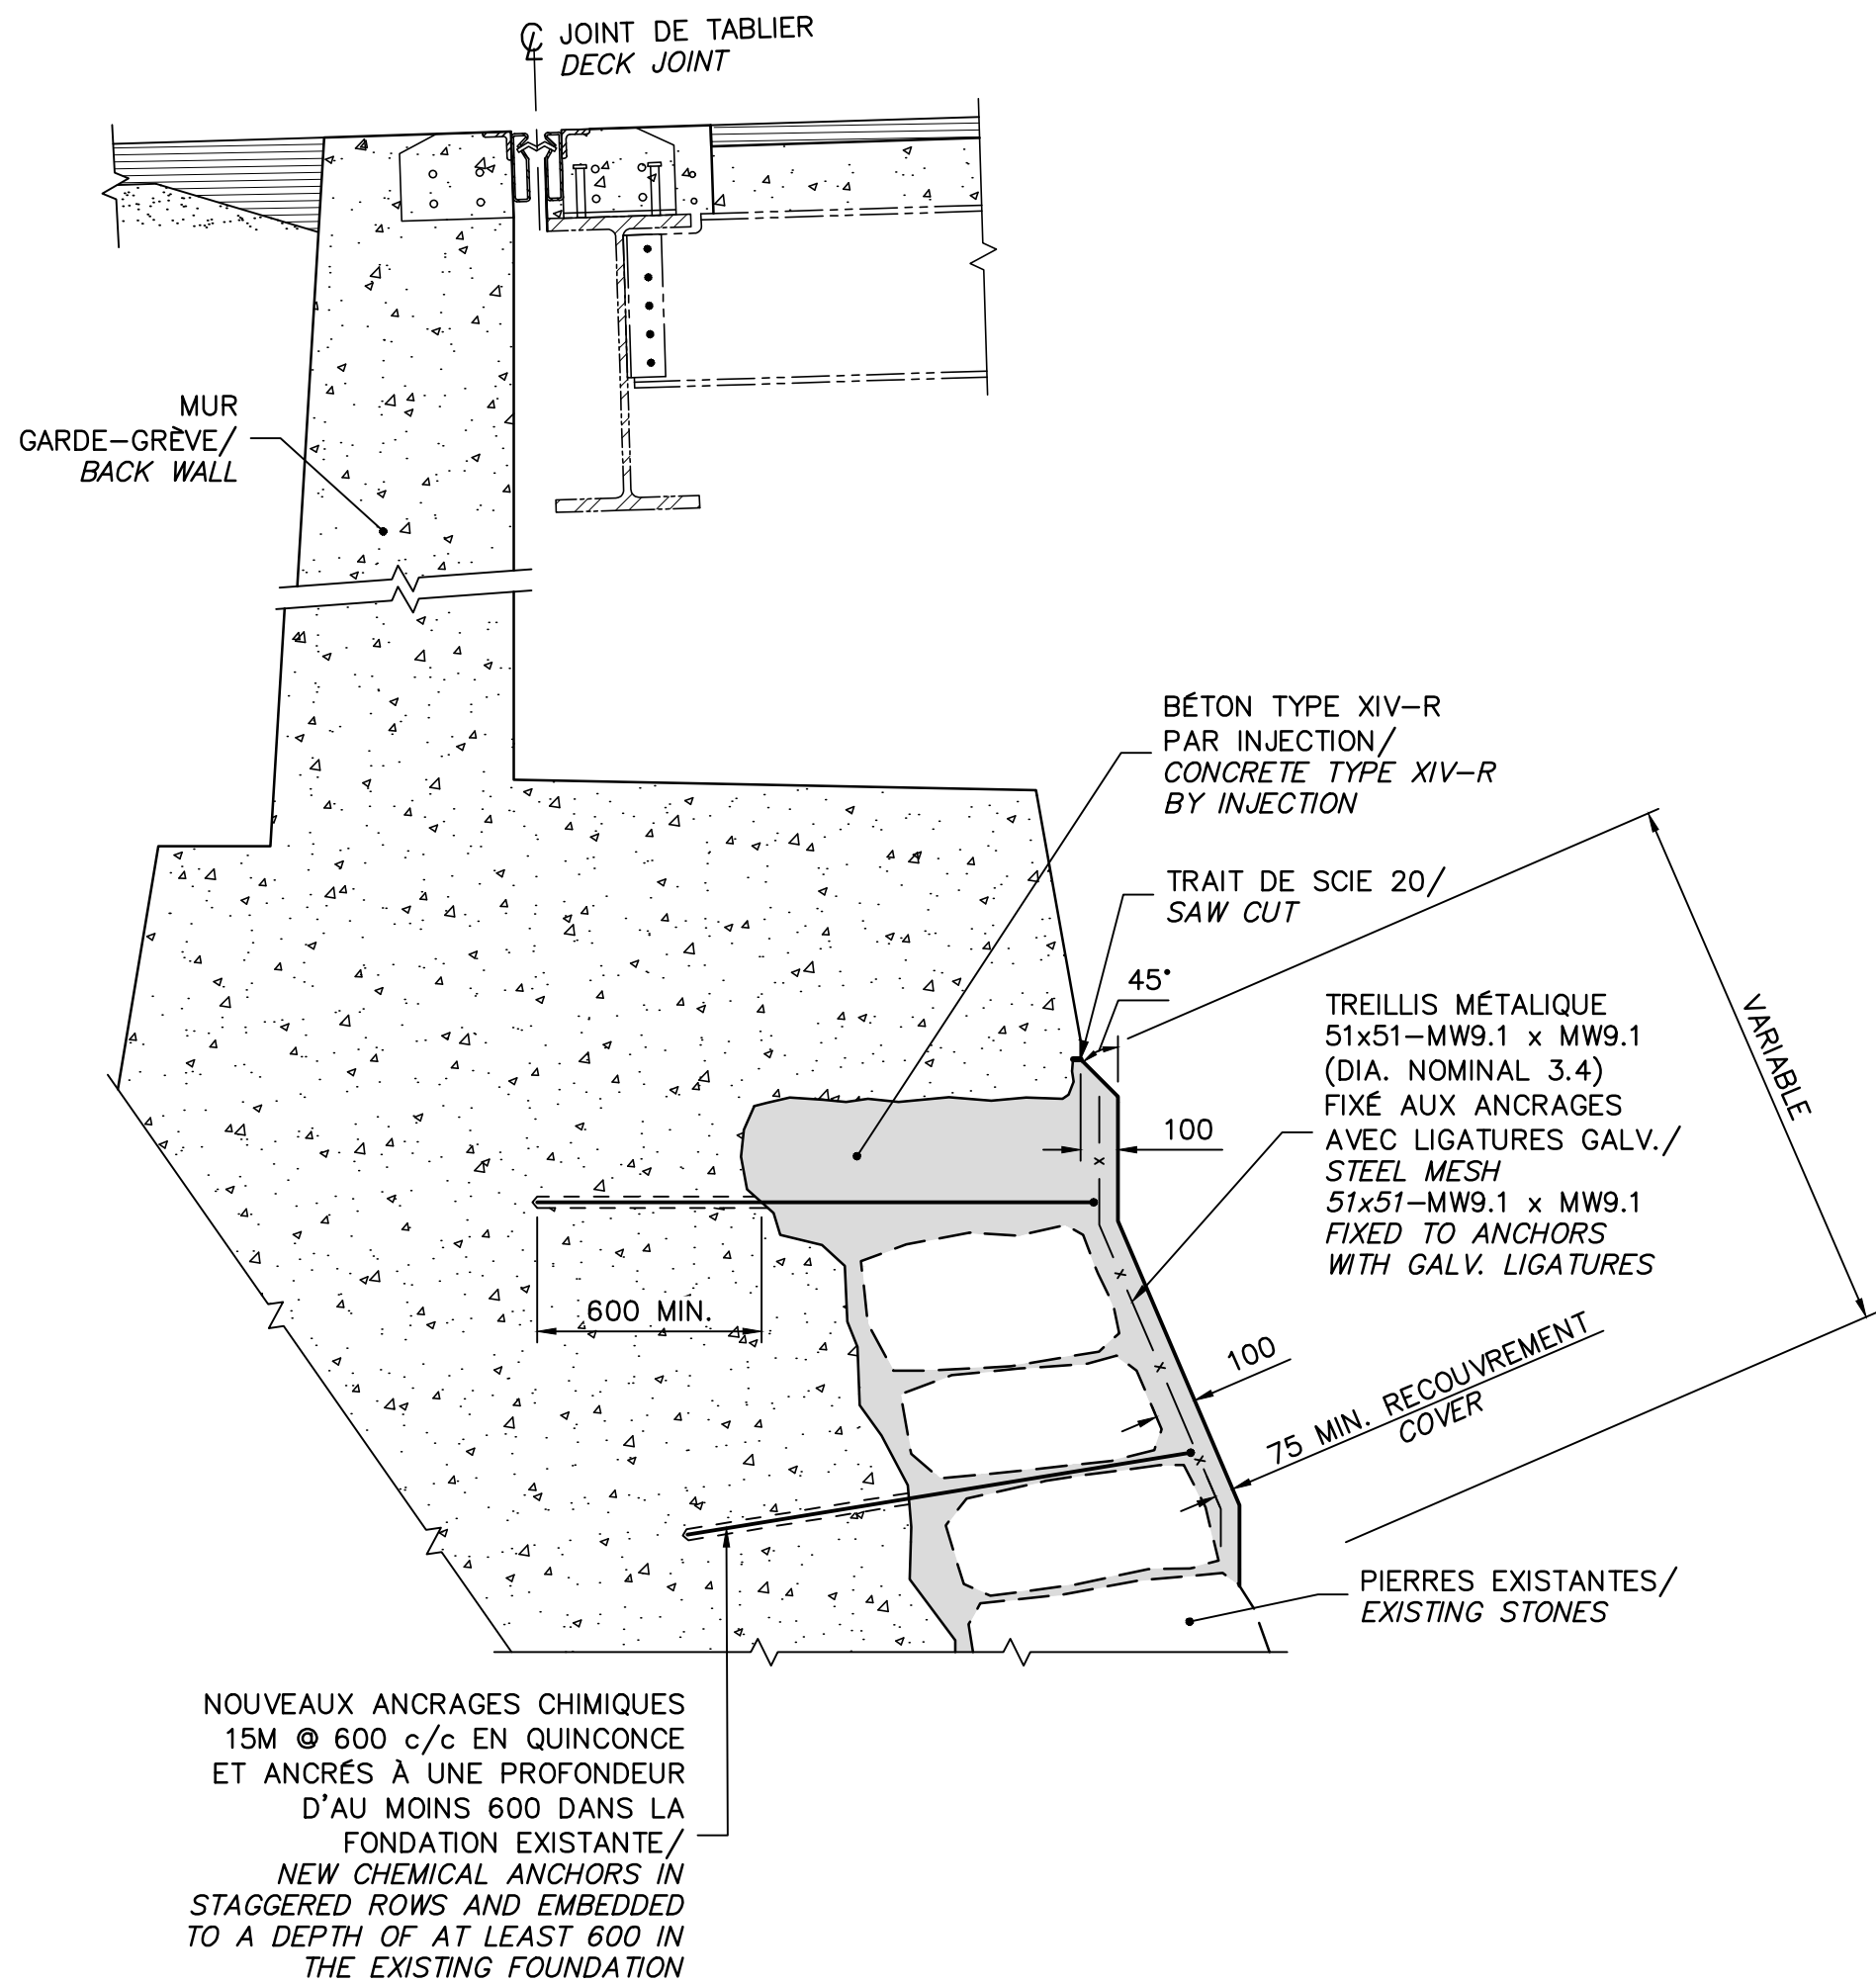 ℄ JOINT DE TABLIER
DECK JOINT
MUR
GARDE-GRÈVE/
BACK WALL
BÉTON TYPE XIV-R
PAR INJECTION/
CONCRETE TYPE XIV-R
BY INJECTION
TRAIT DE SCIE 20/
SAW CUT
45°
VARIABLE
TREILLIS MÉTALIQUE
51x51-MW9.1 x MW9.1
(DIA. NOMINAL 3.4)
FIXÉ AUX ANCRAGES
AVEC LIGATURES GALV./
STEEL MESH
51x51-MW9.1 x MW9.1
FIXED TO ANCHORS
WITH GALV. LIGATURES
100
600 MIN.
100
75 MIN. RECOUVREMENT
COVER
PIERRES EXISTANTES/
EXISTING STONES
NOUVEAUX ANCRAGES CHIMIQUES
15M @ 600 c/c EN QUINCONCE
ET ANCRÉS À UNE PROFONDEUR
D'AU MOINS 600 DANS LA
FONDATION EXISTANTE/
NEW CHEMICAL ANCHORS IN
STAGGERED ROWS AND EMBEDDED
TO A DEPTH OF AT LEAST 600 IN
THE EXISTING FOUNDATION